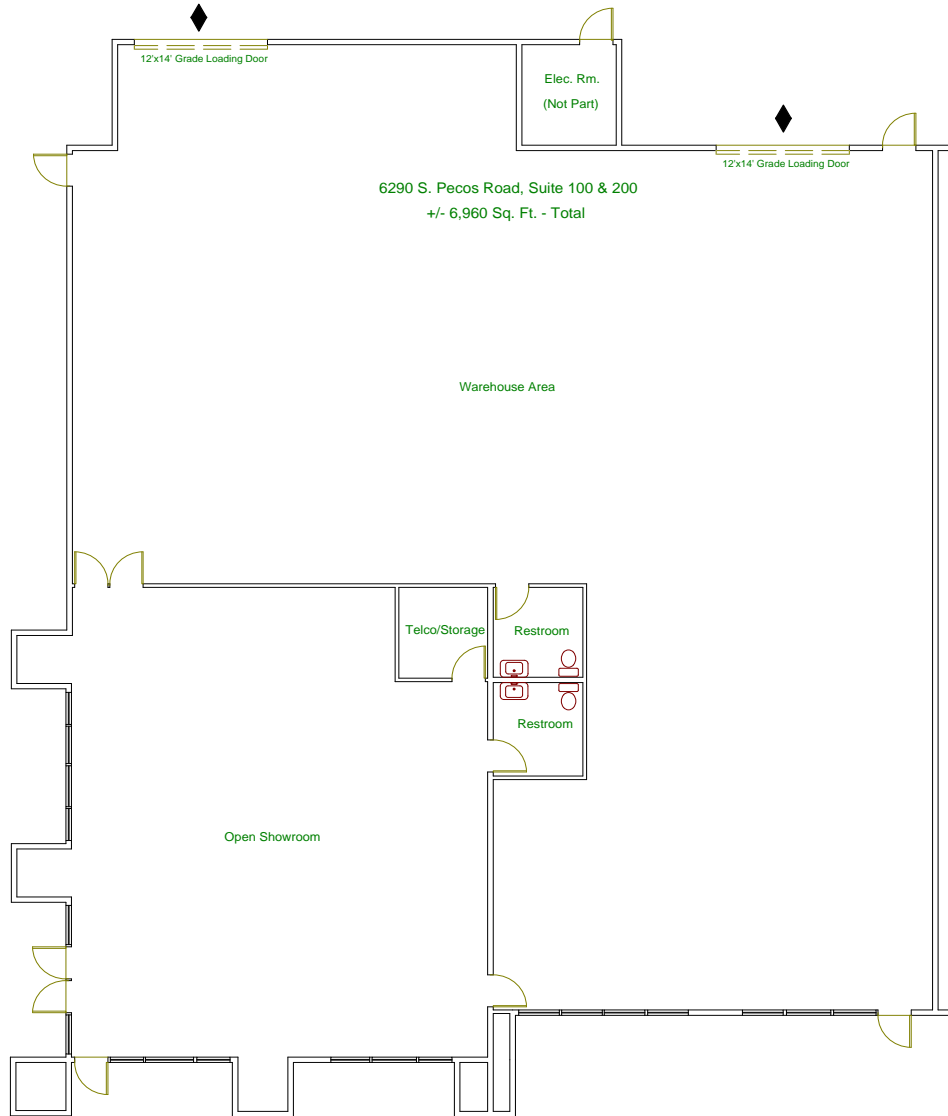 12'x14' Grade Loading Door
Elec. Rm.
(Not Part)
12'x14' Grade Loading Door
6290 S. Pecos Road, Suite 100 & 200
+/- 6,960 Sq. Ft. - Total
Warehouse Area
Telco/Storage
Restroom
Restroom
Open Showroom